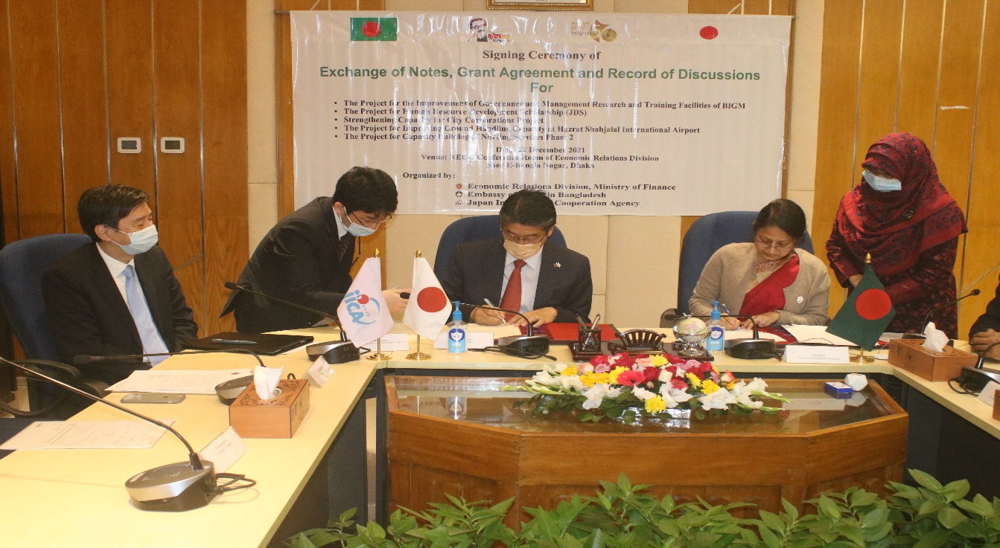 Signing Ceremony of
Exchange of Notes, Grant Agreement and Record of Discussions
For
• The Project for the Improvement of Governance and Management Research and Training Facilities of BIGM
• The Project for Human Resource Development Scholarship (JDS)
• Strengthening Capacity for City Corporations Project
• The Project for Improving Ground Handling Capacity at Hazrat Shahjalal International Airport
• The Project for Capacity Building of Nursing Services Phase 2
Date: 22 December 2021
Venue: NEC-2 Conference Room of Economic Relations Division
Sher-E-Bangla Nagar, Dhaka
Organized by:
Economic Relations Division, Ministry of Finance
Embassy of in Bangladesh
Japan Cooperation Agency
jica